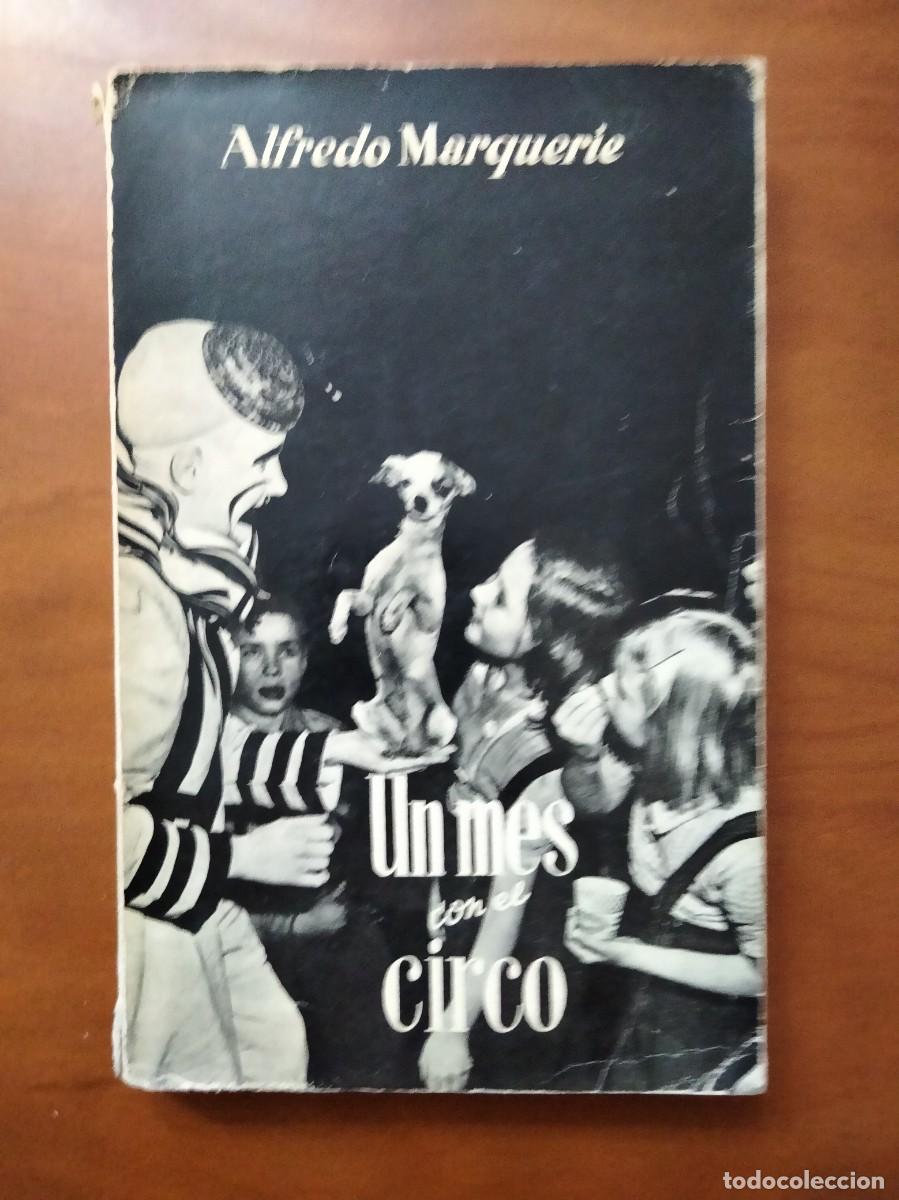 Alfredo Marquerie
Un mes
con el
circo
todocoleccion